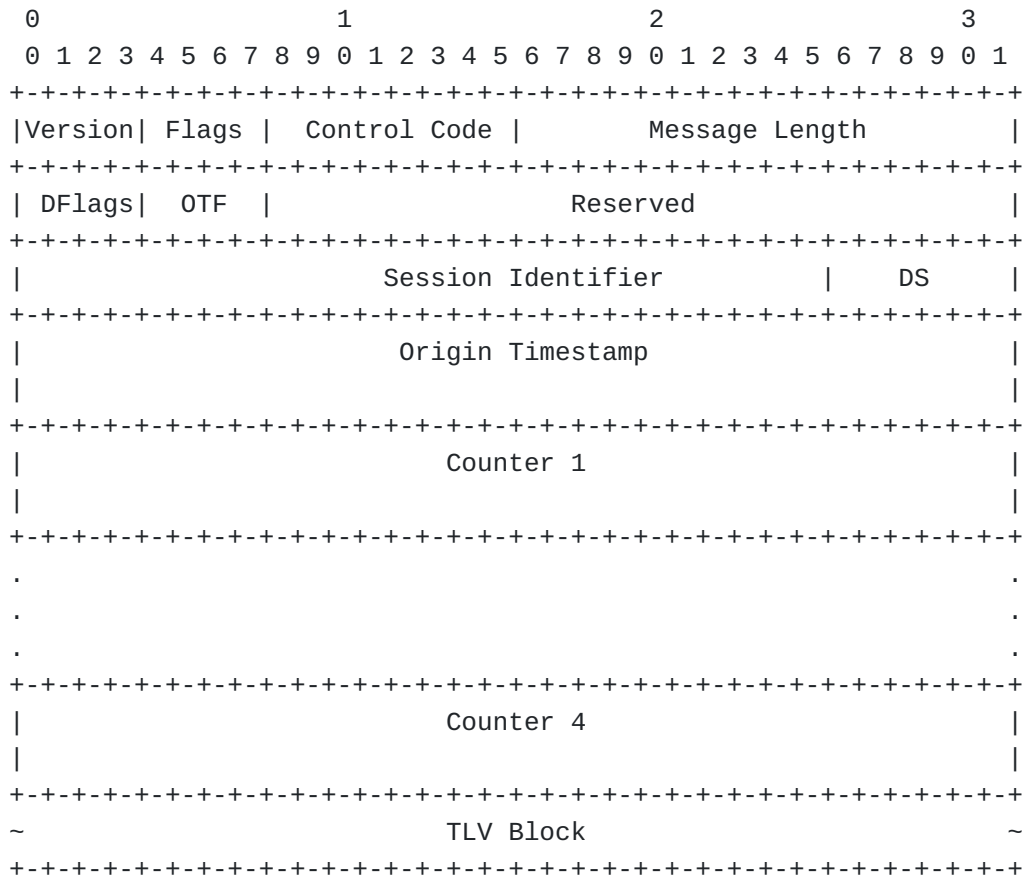 0                   1                   2                   3
 0 1 2 3 4 5 6 7 8 9 0 1 2 3 4 5 6 7 8 9 0 1 2 3 4 5 6 7 8 9 0 1
+-+-+-+-+-+-+-+-+-+-+-+-+-+-+-+-+-+-+-+-+-+-+-+-+-+-+-+-+-+-+-+-+
|Version| Flags |  Control Code |        Message Length         |
+-+-+-+-+-+-+-+-+-+-+-+-+-+-+-+-+-+-+-+-+-+-+-+-+-+-+-+-+-+-+-+-+
| DFlags|  OTF  |                   Reserved                    |
+-+-+-+-+-+-+-+-+-+-+-+-+-+-+-+-+-+-+-+-+-+-+-+-+-+-+-+-+-+-+-+-+
|                       Session Identifier          |    DS     |
+-+-+-+-+-+-+-+-+-+-+-+-+-+-+-+-+-+-+-+-+-+-+-+-+-+-+-+-+-+-+-+-+
|                        Origin Timestamp                       |
|                                                               |
+-+-+-+-+-+-+-+-+-+-+-+-+-+-+-+-+-+-+-+-+-+-+-+-+-+-+-+-+-+-+-+-+
|                           Counter 1                           |
|                                                               |
+-+-+-+-+-+-+-+-+-+-+-+-+-+-+-+-+-+-+-+-+-+-+-+-+-+-+-+-+-+-+-+-+
.                                                               .
.                                                               .
.                                                               .
+-+-+-+-+-+-+-+-+-+-+-+-+-+-+-+-+-+-+-+-+-+-+-+-+-+-+-+-+-+-+-+-+
|                           Counter 4                           |
|                                                               |
+-+-+-+-+-+-+-+-+-+-+-+-+-+-+-+-+-+-+-+-+-+-+-+-+-+-+-+-+-+-+-+-+
~                           TLV Block                           ~
+-+-+-+-+-+-+-+-+-+-+-+-+-+-+-+-+-+-+-+-+-+-+-+-+-+-+-+-+-+-+-+-+